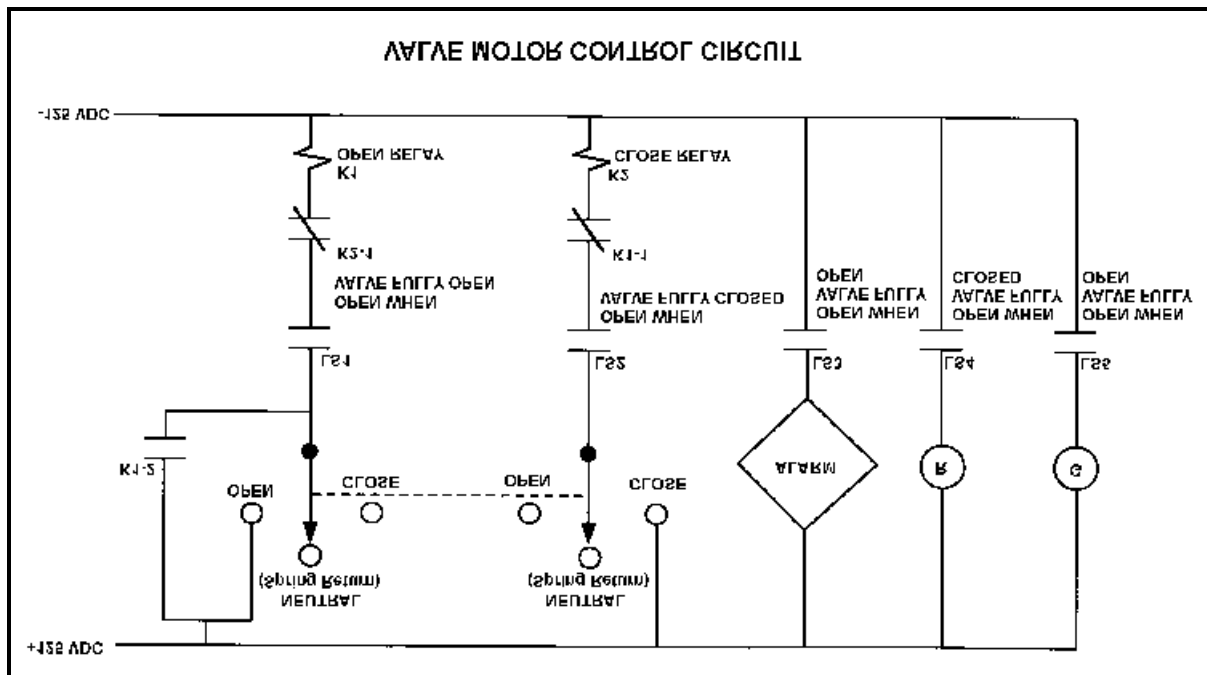 +125 VDC
NEUTRAL
(Spring Return)
NEUTRAL
(Spring Return)
OPEN
CLOSE
OPEN
CLOSE
K1-2
ALARM
R
G
LS1
LS2
LS3
LS4
LS5
OPEN WHEN
VALVE FULLY OPEN
OPEN WHEN
VALVE FULLY CLOSED
OPEN WHEN
VALVE FULLY
OPEN
OPEN WHEN
VALVE FULLY
CLOSED
OPEN WHEN
VALVE FULLY
OPEN
K2-1
K1-1
K1
OPEN RELAY
K2
CLOSE RELAY
-125 VDC
VALVE MOTOR CONTROL CIRCUIT